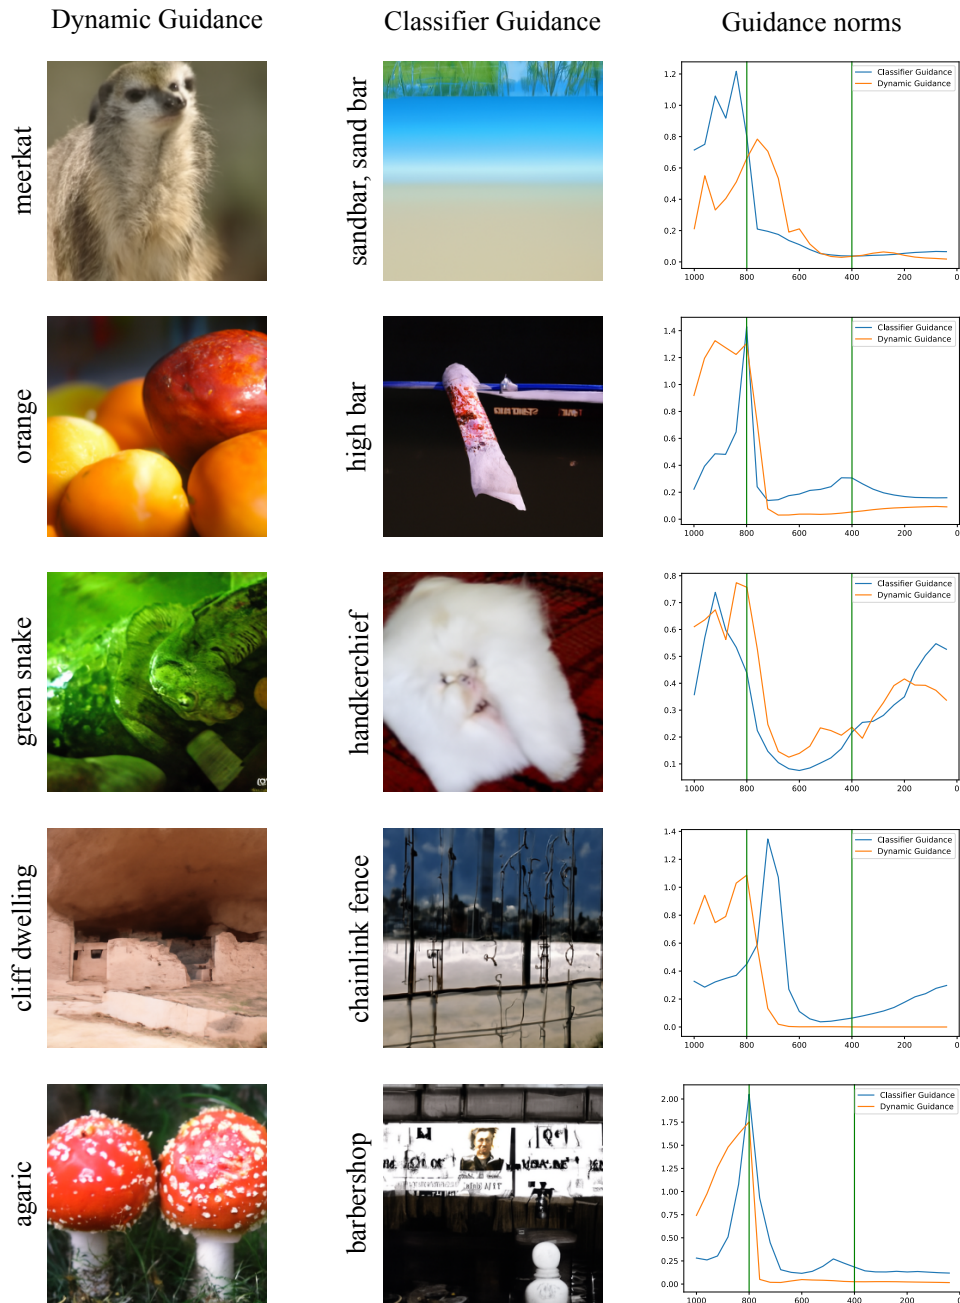 Dynamic Guidance
Classifier Guidance
Guidance norms
meerkat
sandbar, sand bar
Classifier Guidance
Dynamic Guidance
1.2
1.0
0.8
0.6
0.4
0.2
0.0
1000 800 600 400 200 0
orange
high bar
Classifier Guidance
Dynamic Guidance
1.4
1.2
1.0
0.8
0.6
0.4
0.2
0.0
1000 800 600 400 200 0
green snake
handkerchief
Classifier Guidance
Dynamic Guidance
0.8
0.7
0.6
0.5
0.4
0.3
0.2
0.1
1000 800 600 400 200 0
cliff dwelling
chainlink fence
Classifier Guidance
Dynamic Guidance
1.4
1.2
1.0
0.8
0.6
0.4
0.2
0.0
1000 800 600 400 200 0
agaric
barbershop
Classifier Guidance
Dynamic Guidance
2.00
1.75
1.50
1.25
1.00
0.75
0.50
0.25
0.00
1000 800 600 400 200 0